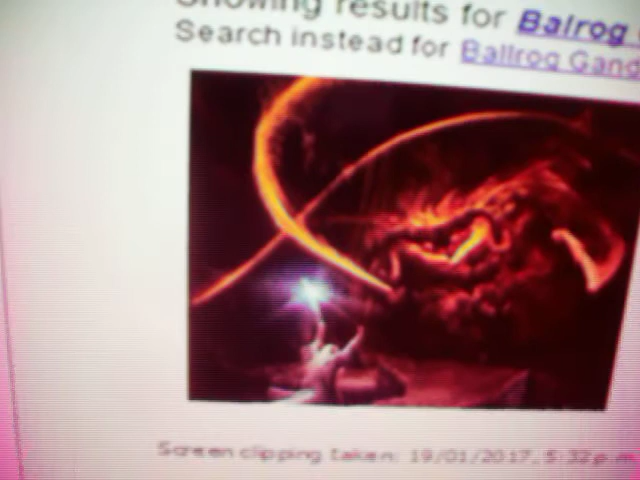 Showing results for Balrog
Search instead for Ballrog Gand
Screen clipping taken: 19/01/2017, 5:32 p.m.